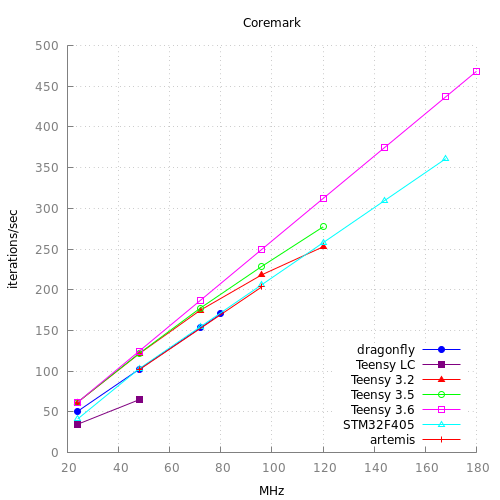 Coremark
500
450
400
350
300
250
200
150
100
50
0
iterations/sec
dragonfly
Teensy LC
Teensy 3.2
Teensy 3.5
Teensy 3.6
STM32F405
artemis
20 40 60 80 100 120 140 160 180
MHz